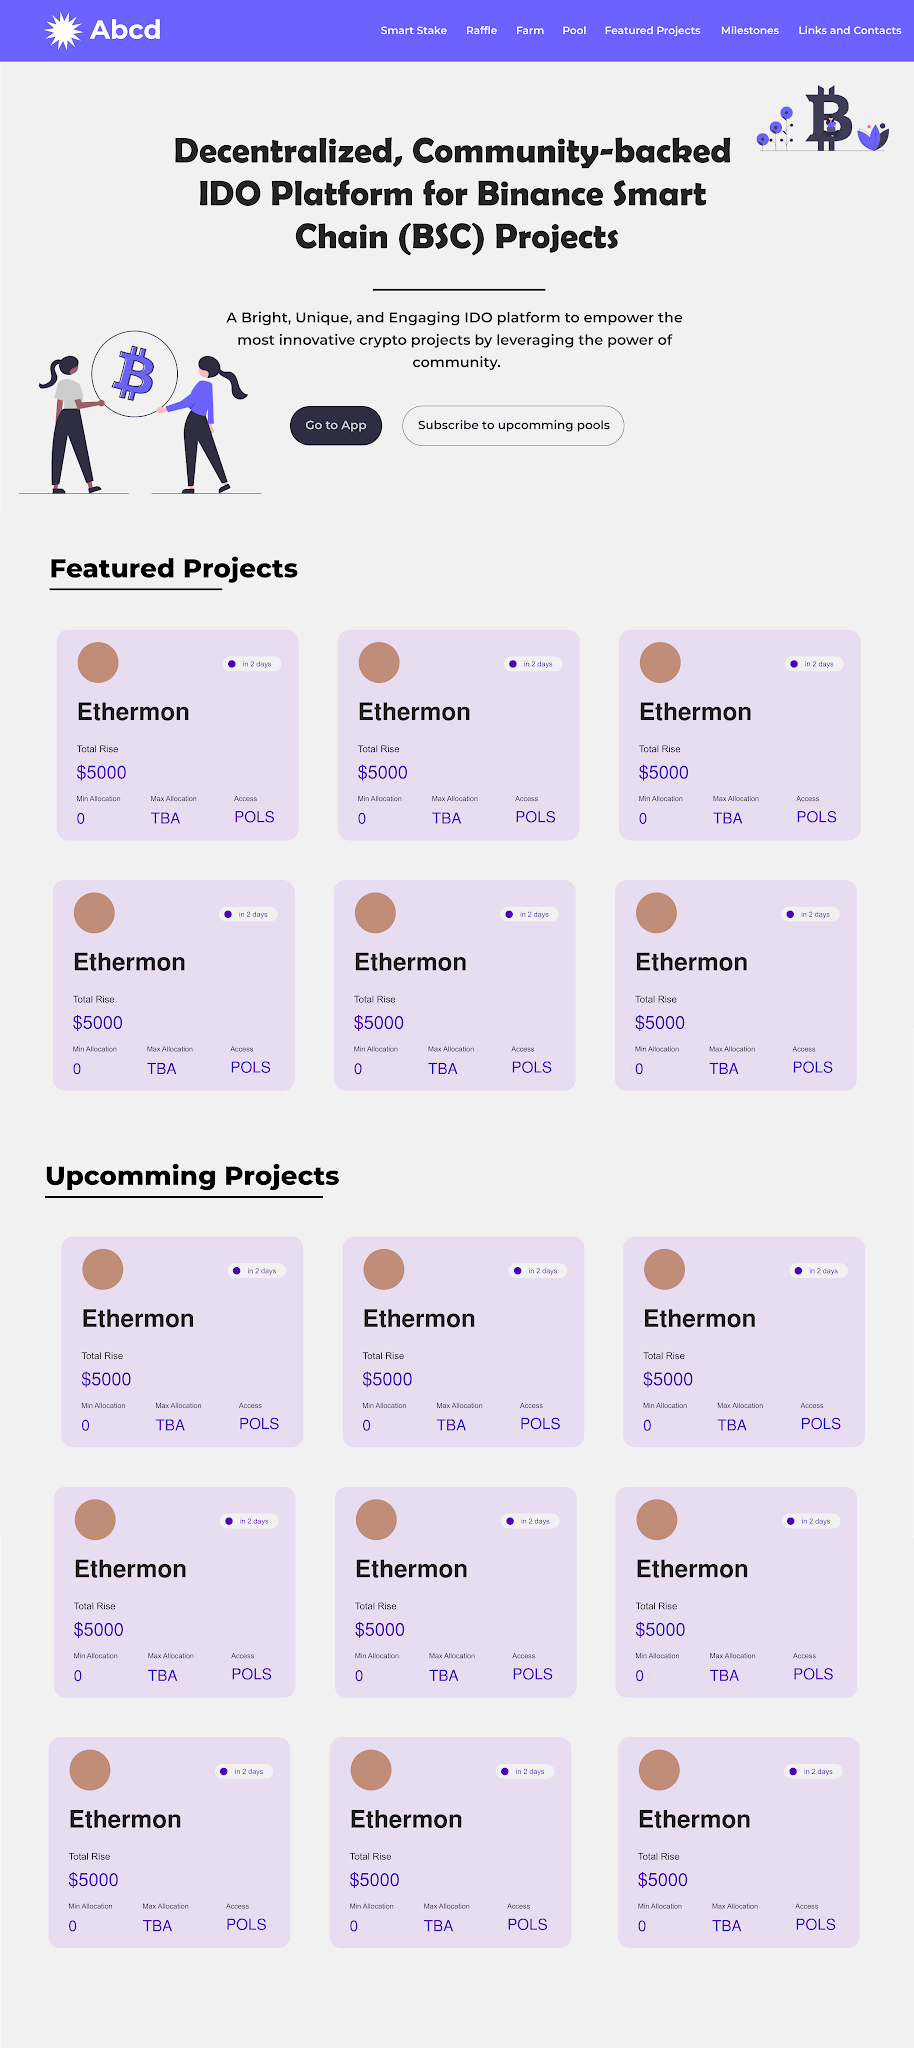 Abcd
Smart Stake Raffle Farm Pool Featured Projects Milestones Links and Contacts
Decentralized, Community-backed
IDO Platform for Binance Smart
Chain (BSC) Projects
A Bright, Unique, and Engaging IDO platform to empower the
most innovative crypto projects by leveraging the power of
community.
Go to App
Subscribe to upcomming pools
Featured Projects
in 2 days
Ethermon
Total Rise
$5000
Min Allocation Max Allocation Access
0 TBA POLS
in 2 days
Ethermon
Total Rise
$5000
Min Allocation Max Allocation Access
0 TBA POLS
in 2 days
Ethermon
Total Rise
$5000
Min Allocation Max Allocation Access
0 TBA POLS
in 2 days
Ethermon
Total Rise
$5000
Min Allocation Max Allocation Access
0 TBA POLS
in 2 days
Ethermon
Total Rise
$5000
Min Allocation Max Allocation Access
0 TBA POLS
in 2 days
Ethermon
Total Rise
$5000
Min Allocation Max Allocation Access
0 TBA POLS
Upcomming Projects
in 2 days
Ethermon
Total Rise
$5000
Min Allocation Max Allocation Access
0 TBA POLS
in 2 days
Ethermon
Total Rise
$5000
Min Allocation Max Allocation Access
0 TBA POLS
in 2 days
Ethermon
Total Rise
$5000
Min Allocation Max Allocation Access
0 TBA POLS
in 2 days
Ethermon
Total Rise
$5000
Min Allocation Max Allocation Access
0 TBA POLS
in 2 days
Ethermon
Total Rise
$5000
Min Allocation Max Allocation Access
0 TBA POLS
in 2 days
Ethermon
Total Rise
$5000
Min Allocation Max Allocation Access
0 TBA POLS
in 2 days
Ethermon
Total Rise
$5000
Min Allocation Max Allocation Access
0 TBA POLS
in 2 days
Ethermon
Total Rise
$5000
Min Allocation Max Allocation Access
0 TBA POLS
in 2 days
Ethermon
Total Rise
$5000
Min Allocation Max Allocation Access
0 TBA POLS